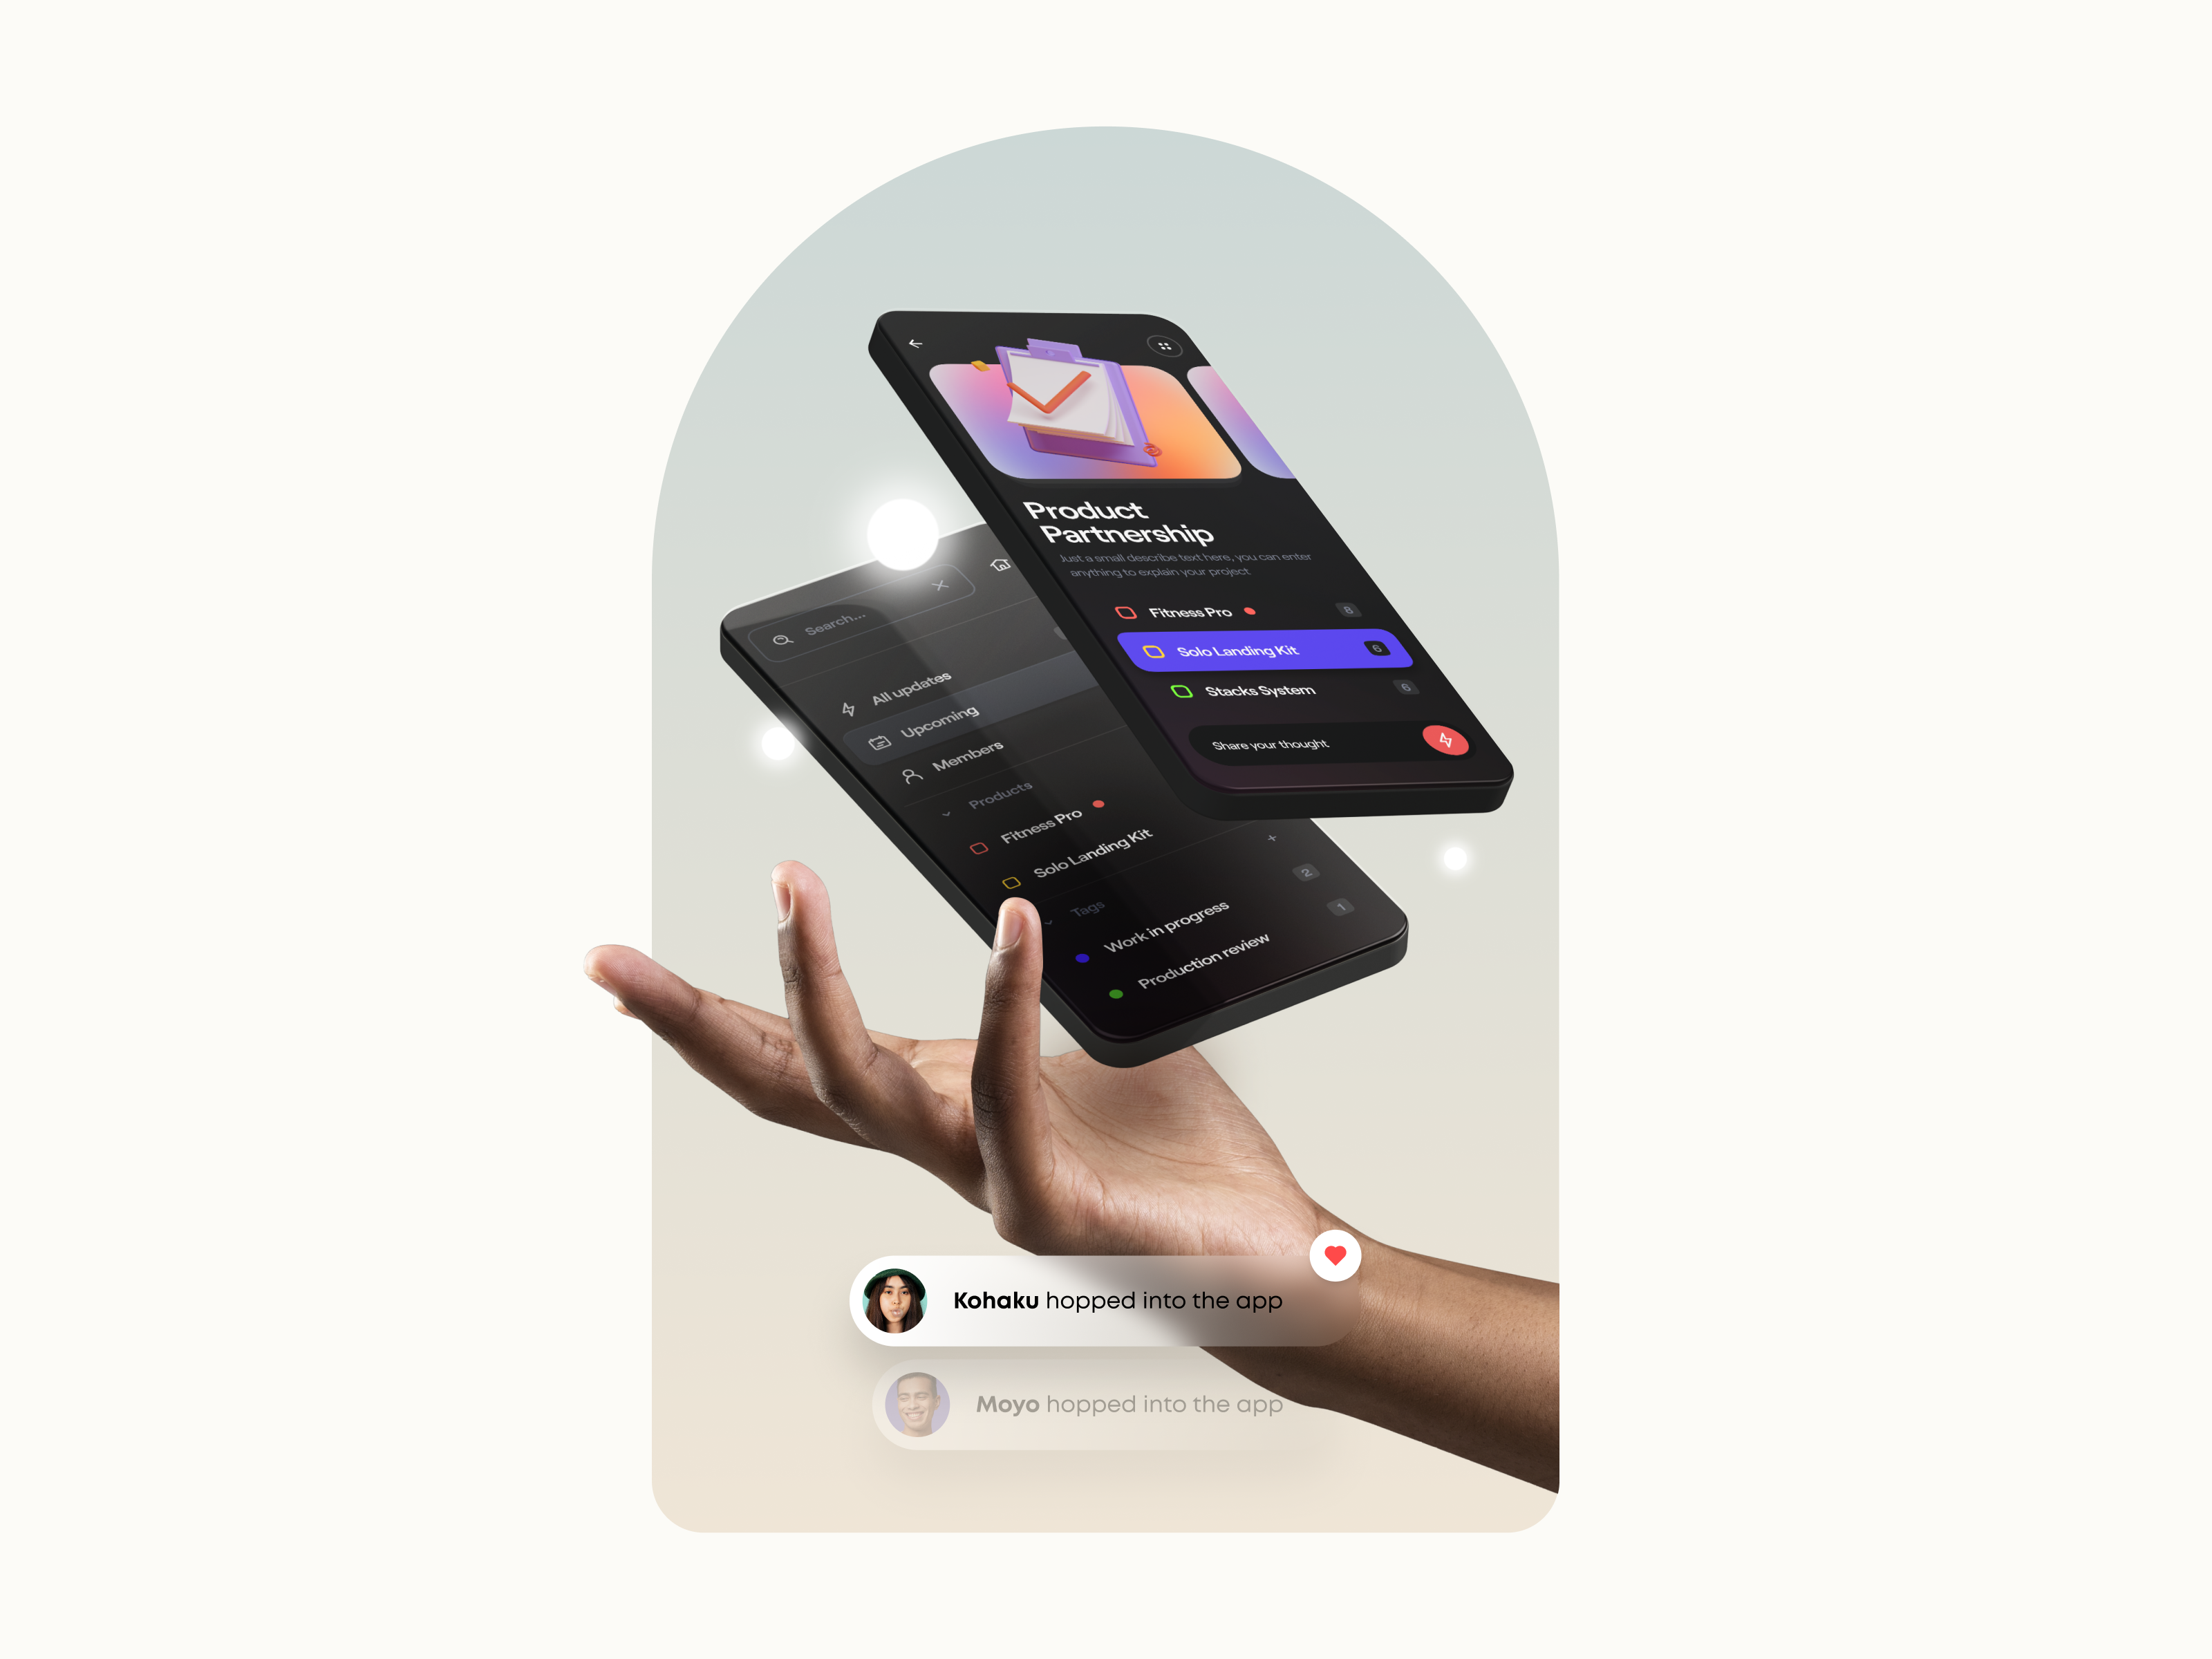 Product
Partnership
Just a small describe text here, you can enter
anything to explain your project
Fitness Pro
8
Solo Landing Kit
6
Stacks System
6
Share your thought
Search...
All updates
Upcoming
Members
Products
Fitness Pro
Solo Landing Kit
Tags
Work in progress
2
Production review
1
Kohaku hopped into the app
Moyo hopped into the app